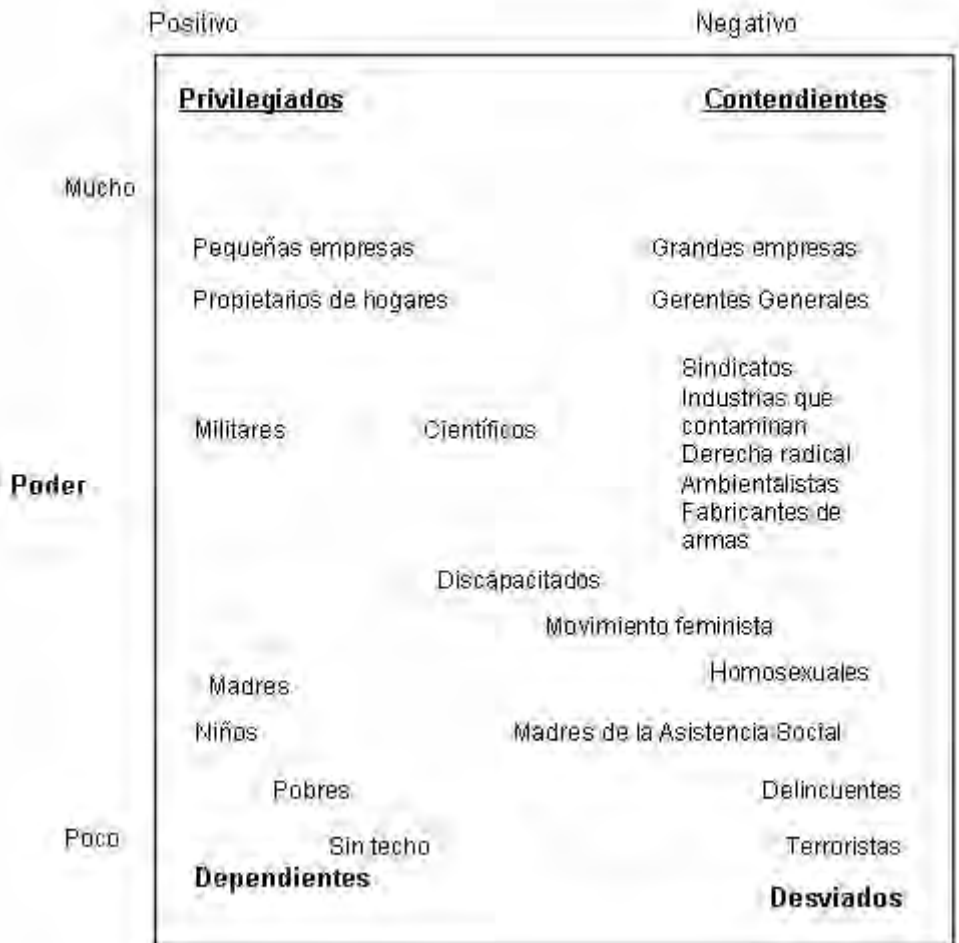 Positivo Negativo
Privilegiados Contendientes
Mucho
Pequeñas empresas Grandes empresas
Propietarios de hogares Gerentes Generales
Sindicatos
Industrias que
Militares Científicos contaminan
Derecha radical
Poder Ambientalistas
Fabricantes de
armas
Discapacitados
Movimiento feminista
Homosexuales
Madres
Niños Madres de la Asistencia Social
Pobres Delincuentes
Poco Sin techo Terroristas
Dependientes
Desviados